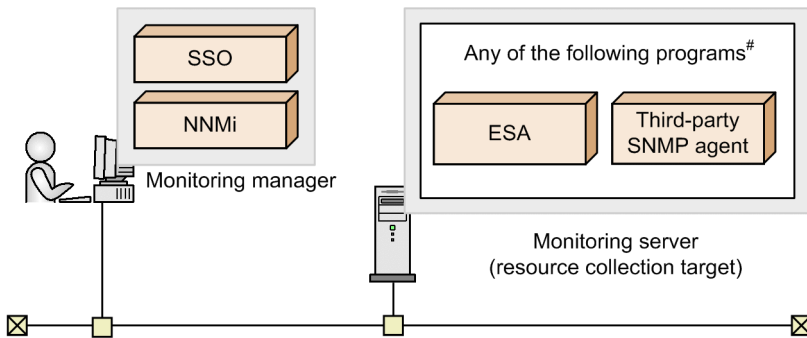 SSO
NNMi
Monitoring manager
Any of the following programs#
ESA
Third-party
SNMP agent
Monitoring server
(resource collection target)